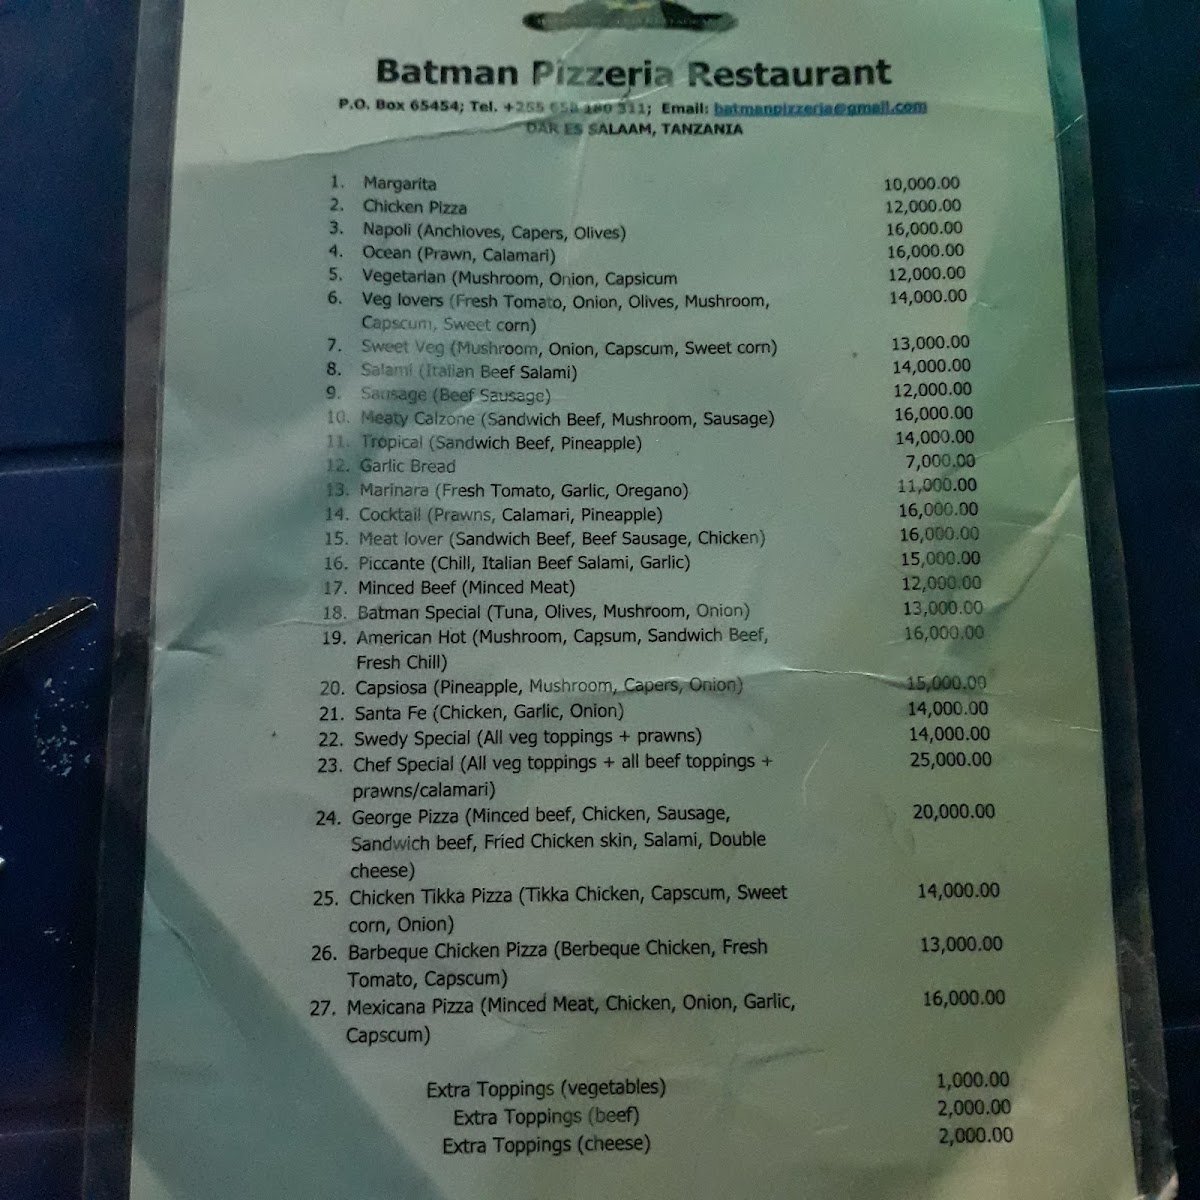 Batman Pizzeria Restaurant
P.O. Box 65454; Tel. +255 658 180 311; Email: batmanpizzeria@gmail.com
DAR ES SALAAM, TANZANIA
1. Margarita 10,000.00
2. Chicken Pizza 12,000.00
3. Napoli (Anchioves, Capers, Olives) 16,000.00
4. Ocean (Prawn, Calamari) 16,000.00
5. Vegetarian (Mushroom, Onion, Capsicum 12,000.00
6. Veg lovers (Fresh Tomato, Onion, Olives, Mushroom, 14,000.00
Capscum, Sweet corn)
7. Sweet Veg (Mushroom, Onion, Capscum, Sweet corn) 13,000.00
8. Salami (Italian Beef Salami) 14,000.00
9. Sausage (Beef Sausage) 12,000.00
10. Meaty Calzone (Sandwich Beef, Mushroom, Sausage) 16,000.00
11. Tropical (Sandwich Beef, Pineapple) 14,000.00
12. Garlic Bread 7,000.00
13. Marinara (Fresh Tomato, Garlic, Oregano) 11,000.00
14. Cocktail (Prawns, Calamari, Pineapple) 16,000.00
15. Meat lover (Sandwich Beef, Beef Sausage, Chicken) 16,000.00
16. Piccante (Chill, Italian Beef Salami, Garlic) 15,000.00
17. Minced Beef (Minced Meat) 12,000.00
18. Batman Special (Tuna, Olives, Mushroom, Onion) 13,000.00
19. American Hot (Mushroom, Capsum, Sandwich Beef, 16,000.00
Fresh Chill)
20. Capsiosa (Pineapple, Mushroom, Capers, Onion) 15,000.00
21. Santa Fe (Chicken, Garlic, Onion) 14,000.00
22. Swedy Special (All veg toppings + prawns) 14,000.00
23. Chef Special (All veg toppings + all beef toppings + 25,000.00
prawns/calamari)
24. George Pizza (Minced beef, Chicken, Sausage, 20,000.00
Sandwich beef, Fried Chicken skin, Salami, Double
cheese)
25. Chicken Tikka Pizza (Tikka Chicken, Capscum, Sweet 14,000.00
corn, Onion)
26. Barbeque Chicken Pizza (Berbeque Chicken, Fresh 13,000.00
Tomato, Capscum)
27. Mexicana Pizza (Minced Meat, Chicken, Onion, Garlic, 16,000.00
Capscum)
Extra Toppings (vegetables) 1,000.00
Extra Toppings (beef) 2,000.00
Extra Toppings (cheese) 2,000.00